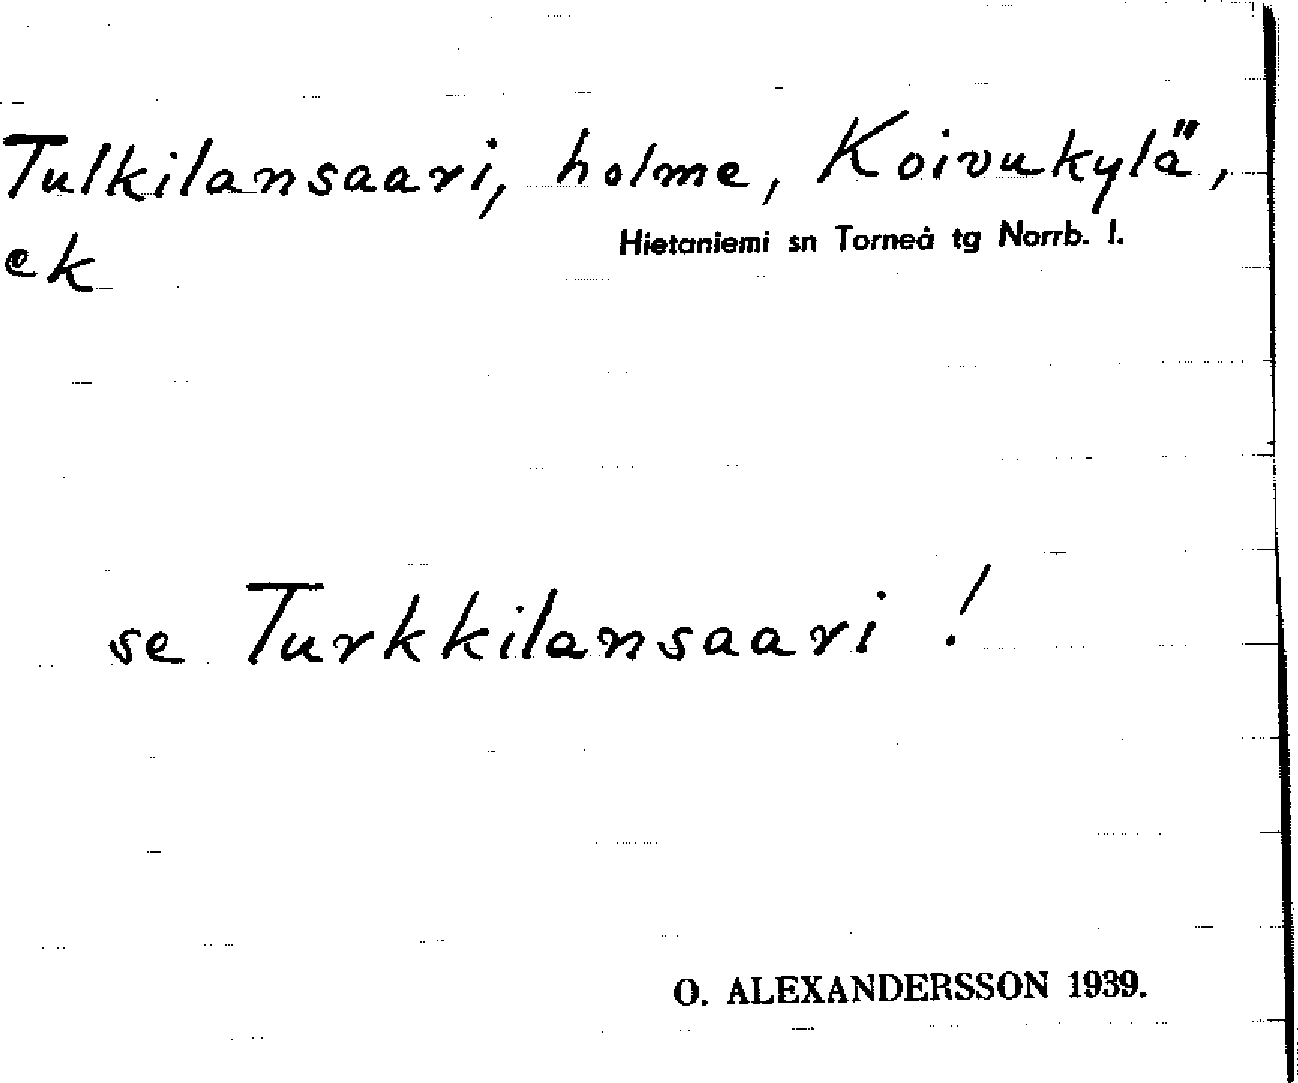 Tulkilansaari, holme, Koivukylä,
Hietaniemi sn Torneå tg Norrb. l.
ek
se Turkkilansaari!
O. ALEXANDERSSON 1939.